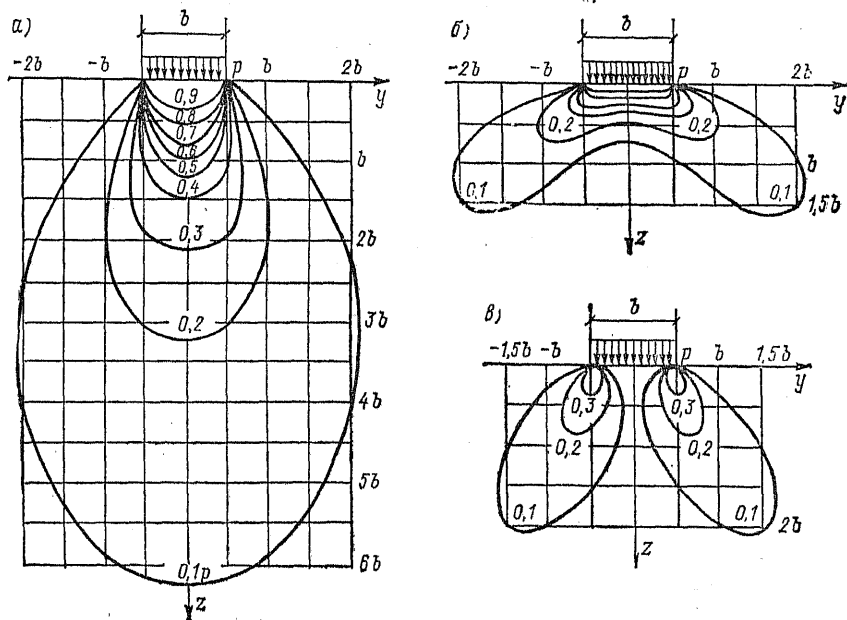 а)
b
-2b -b p b 2b
y
0,9
0,8
0,7
0,6
0,5
0,4
0,3
0,2
0,1p
b
2b
3b
4b
5b
6b
z
б)
b
-2b -b p b 2b
y
0,2 0,2
0,1 0,1
b
1,5b
z
в)
b
-1,5b -b p b 1,5b
y
0,3 0,3
0,2 0,2
0,1 0,1
2b
z